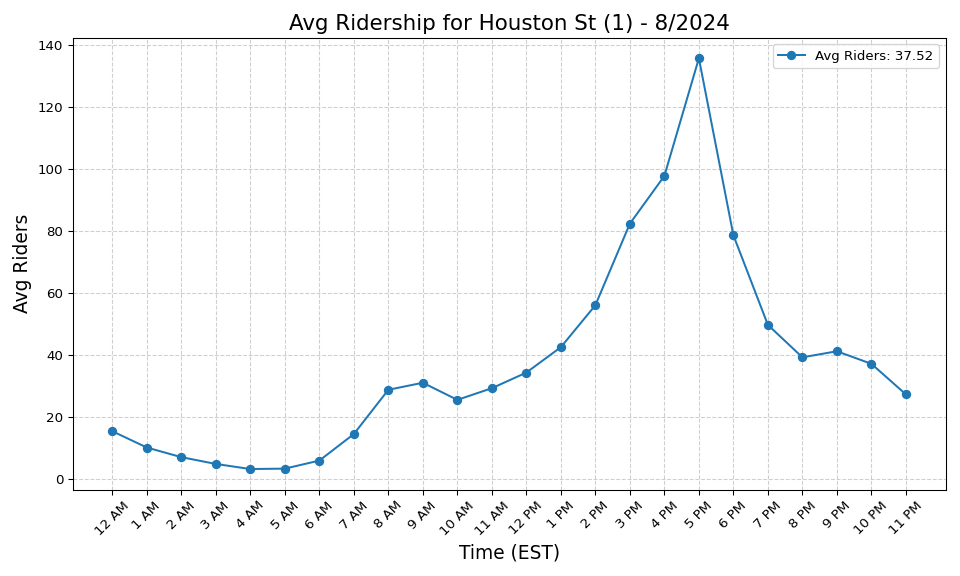 Avg Ridership for Houston St (1) - 8/2024
Avg Riders: 37.52
Avg Riders
140
120
100
80
60
40
20
0
12 AM
1 AM
2 AM
3 AM
4 AM
5 AM
6 AM
7 AM
8 AM
9 AM
10 AM
11 AM
12 PM
1 PM
2 PM
3 PM
4 PM
5 PM
6 PM
7 PM
8 PM
9 PM
10 PM
11 PM
Time (EST)